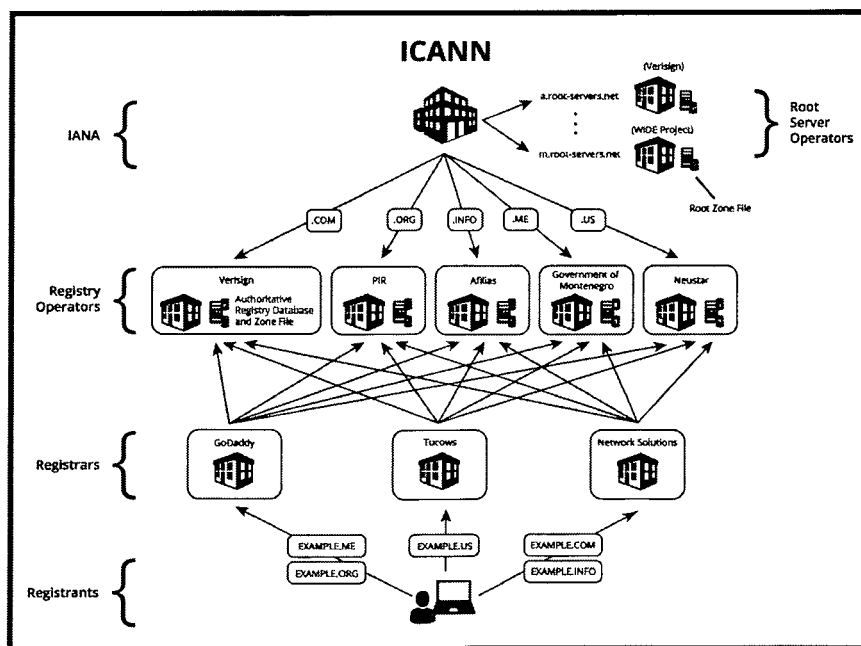 ICANN
(Verisign)
a.root-servers.net
(WIDE Project)
m.root-servers.net
Root
Server
Operators
Root Zone File
IANA
.COM
.ORG
.INFO
.ME
.US
Registry
Operators
Verisign
Authoritative
Registry Database
and Zone File
PIR
Afilias
Government of
Montenegro
Neustar
Registrars
GoDaddy
Tucows
Network Solutions
EXAMPLE.ME
EXAMPLE.ORG
EXAMPLE.US
EXAMPLE.COM
EXAMPLE.INFO
Registrants